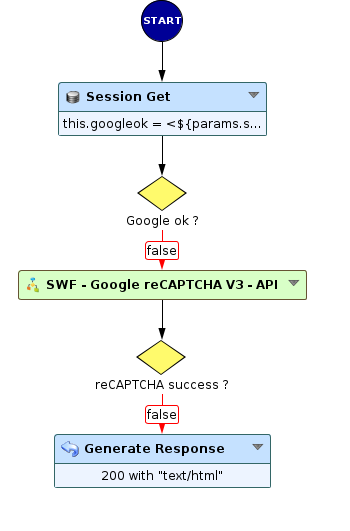 START
Session Get
this.googleok = <${params.s...
Google ok ?
false
SWF - Google reCAPTCHA V3 - API
reCAPTCHA success ?
false
Generate Response
200 with "text/html"